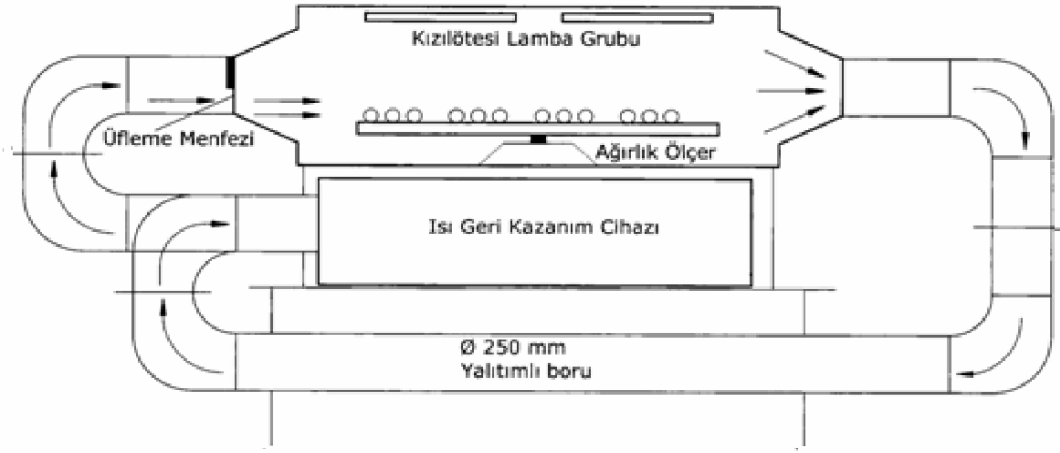 Kızılötesi Lamba Grubu
Üfleme Menfezi
Ağırlık Ölçer
Isı Geri Kazanım Cihazı
Ø 250 mm
Yalıtımlı boru